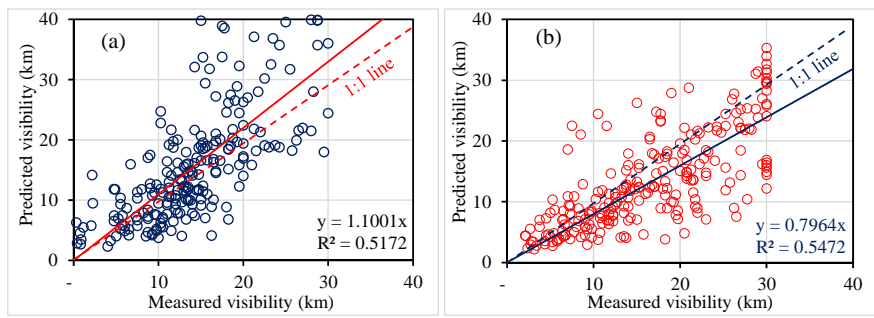 (a)
Predicted visibility (km)
40
30
20
10
0
-
10
20
30
40
1:1 line
y = 1.1001x
R² = 0.5172
Measured visibility (km)
(b)
Predicted visibility (km)
40
30
20
10
0
-
10
20
30
40
1:1 line
y = 0.7964x
R² = 0.5472
Measured visibility (km)